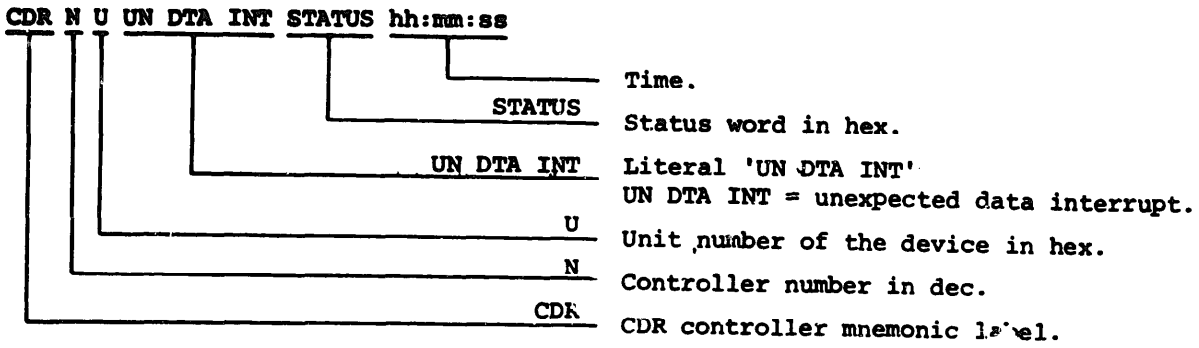 CDR N U UN DTA INT STATUS hh:mm:ss
Time.
STATUS Status word in hex.
UN DTA INT Literal 'UN DTA INT'
UN DTA INT = unexpected data interrupt.
U Unit number of the device in hex.
N Controller number in dec.
CDR CDR controller mnemonic label.